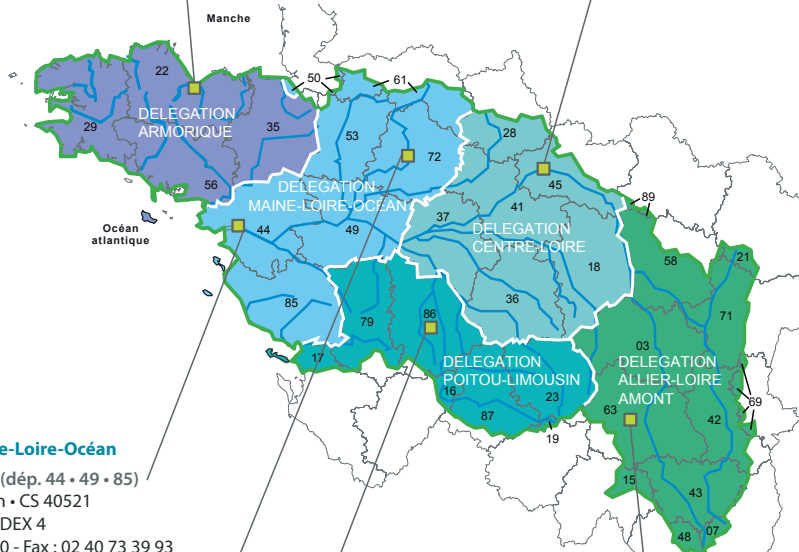 Manche
50
61
22
DELEGATION
ARMORIQUE
29
35
53
28
72
56
DELEGATION
MAINE-LOIRE-OCEAN
45
89
41
37
Océan
atlantique
44
49
DELEGATION
CENTRE-LOIRE
58
21
18
85
36
86
79
71
03
17
DELEGATION
POITOU-LIMOUSIN
DELEGATION
ALLIER-LOIRE
AMONT
16
23
69
63
87
42
19
e-Loire-Océan
(dép. 44 • 49 • 85)
15
n • CS 40521
43
DEX 4
48
07
0 - Fax : 02 40 73 39 93